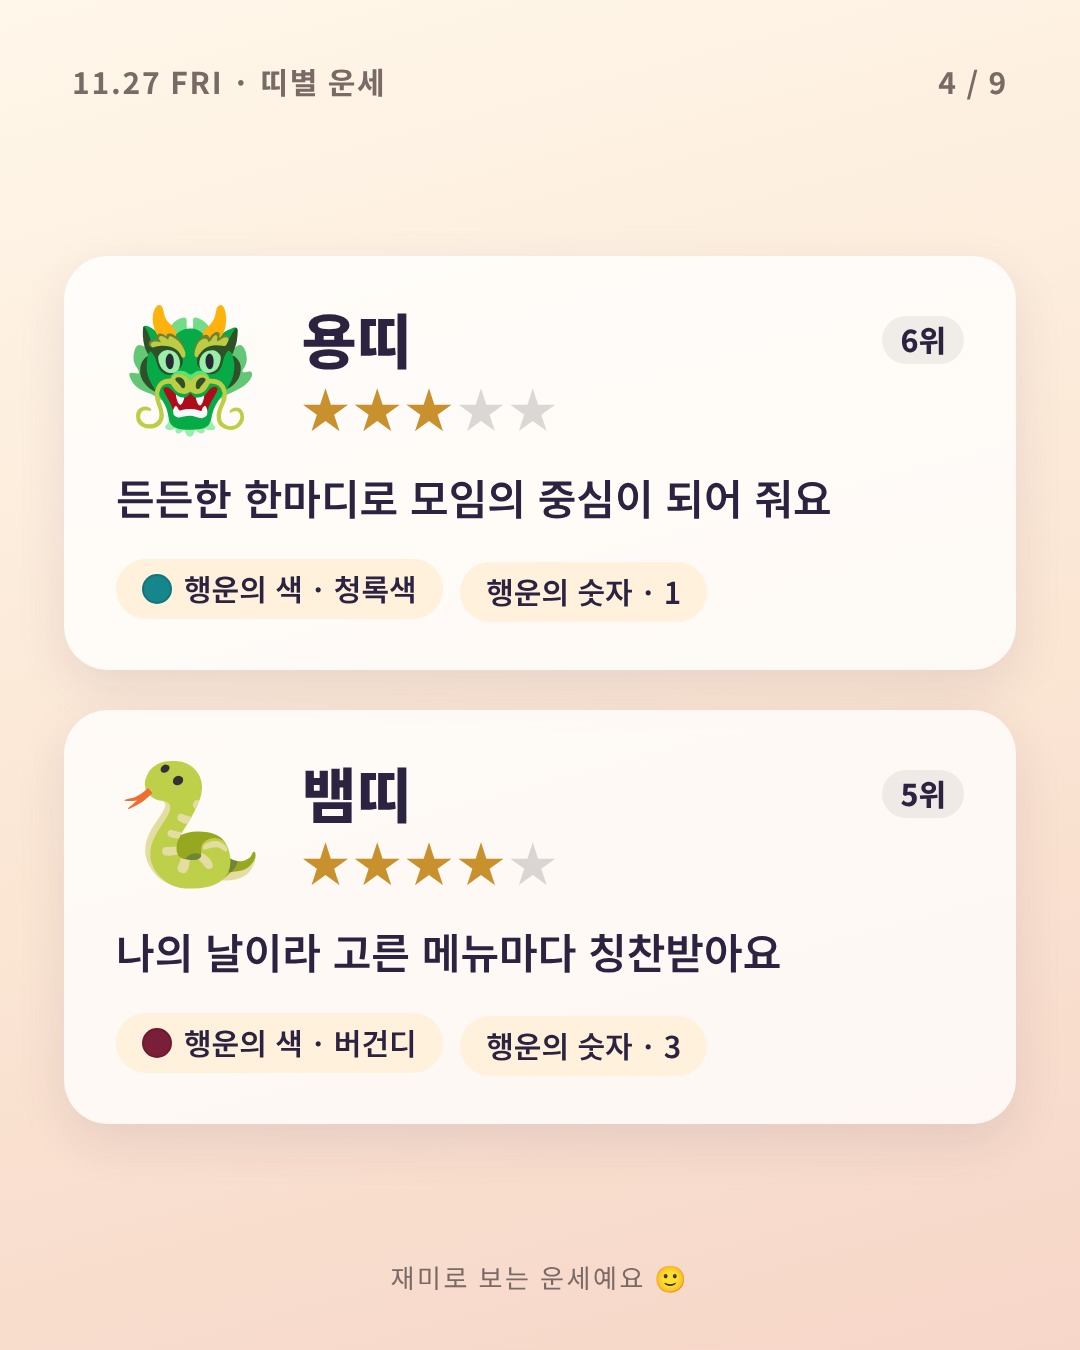 11.27 FRI · 띠별 운세
4 / 9
용띠
6위
★★★★★
든든한 한마디로 모임의 중심이 되어 줘요
행운의 색 · 청록색
행운의 숫자 · 1
뱀띠
5위
★★★★★
나의 날이라 고른 메뉴마다 칭찬받아요
행운의 색 · 버건디
행운의 숫자 · 3
재미로 보는 운세예요 🙂